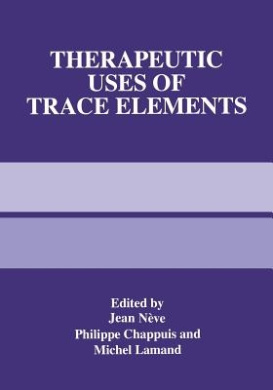 THERAPEUTIC
USES OF
TRACE ELEMENTS
Edited by
Jean Nève
Philippe Chappuis and
Michel Lamand